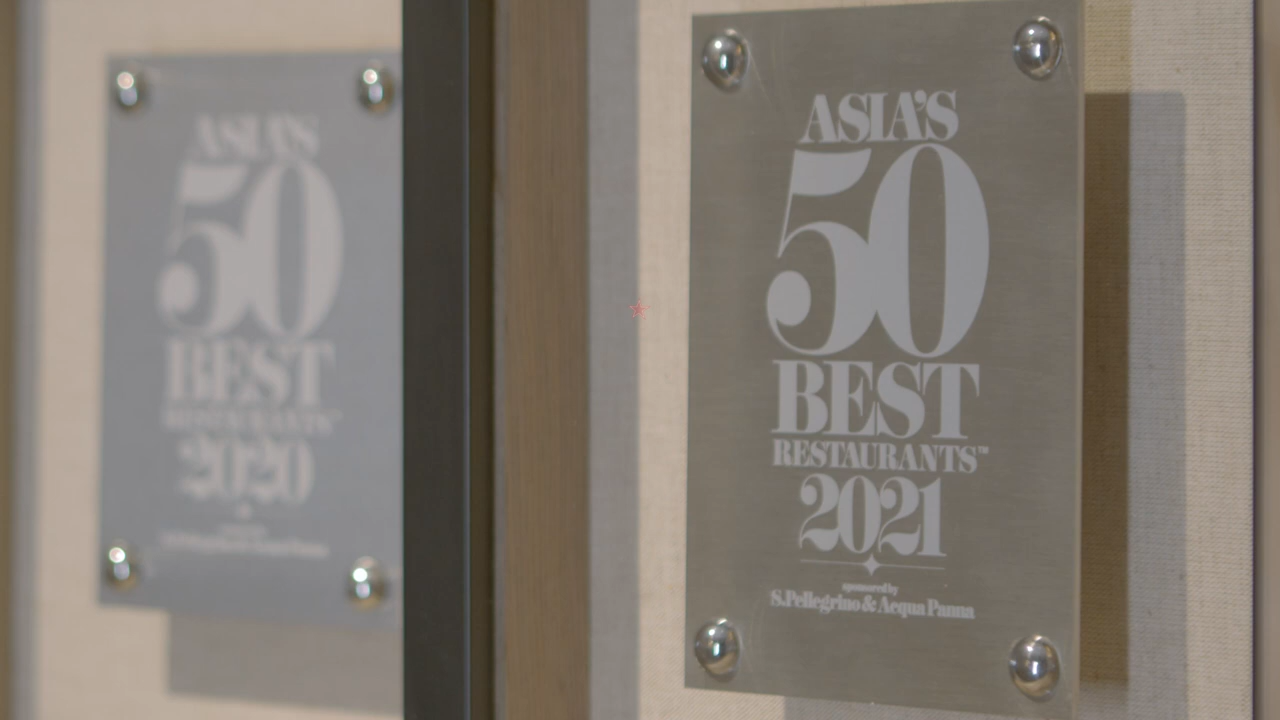 ASIA'S
50
BEST
RESTAURANTS
2020
ASIA'S
50
BEST
RESTAURANTS™
2021
sponsored by
S.Pellegrino & Acqua Panna